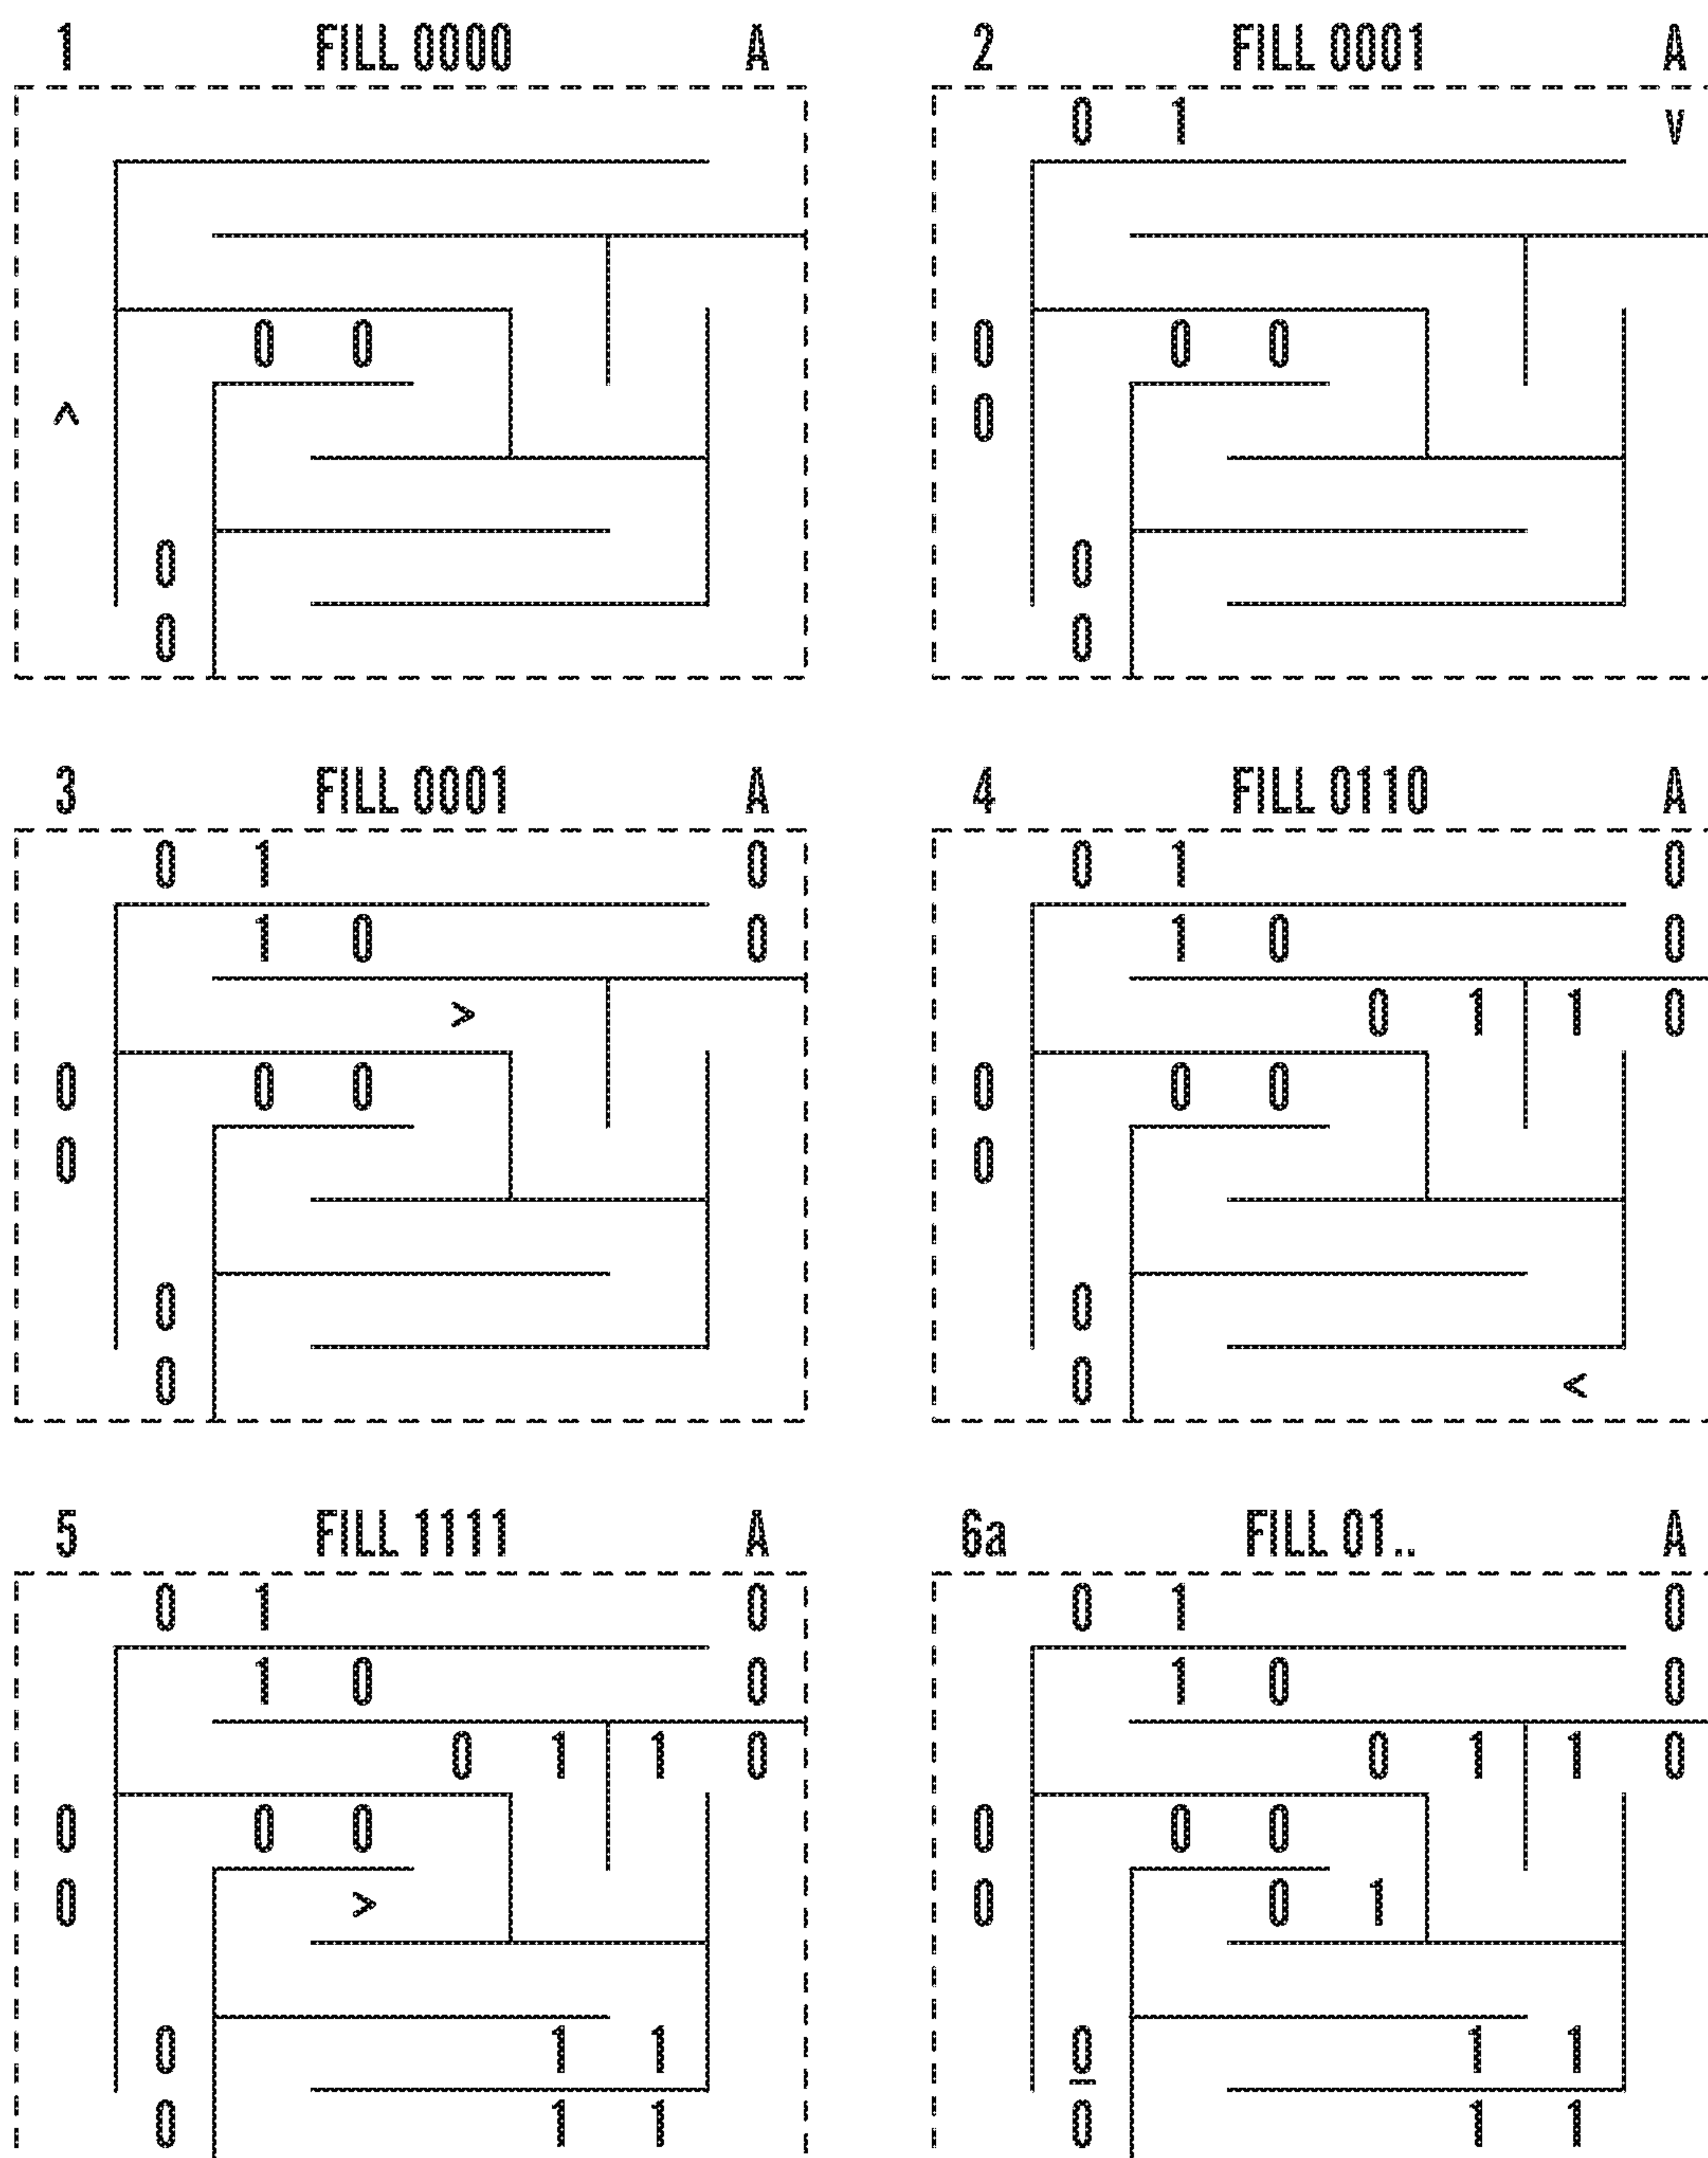 1 FILL 0000 A 2 FILL 0001 A
0 1 v
0 0 0 0 0
^ 0
0 0
0 0
3 FILL 0001 A 4 FILL 0110 A
0 1 0 0 1 0
1 0 0 1 0 0
> 0 1 1 0
0 0 0 0 0 0
0 0
0 0
0 < 0 <
5 FILL 1111 A 6a FILL 01..  A
0 1 0 0 1 0
1 0 0 1 0 0
0 1 1 0 0 1 1 0
0 0 0 0 0 0
0 > 0 0 1
0 1 1 0 1 1
0 1 1 0 1 1